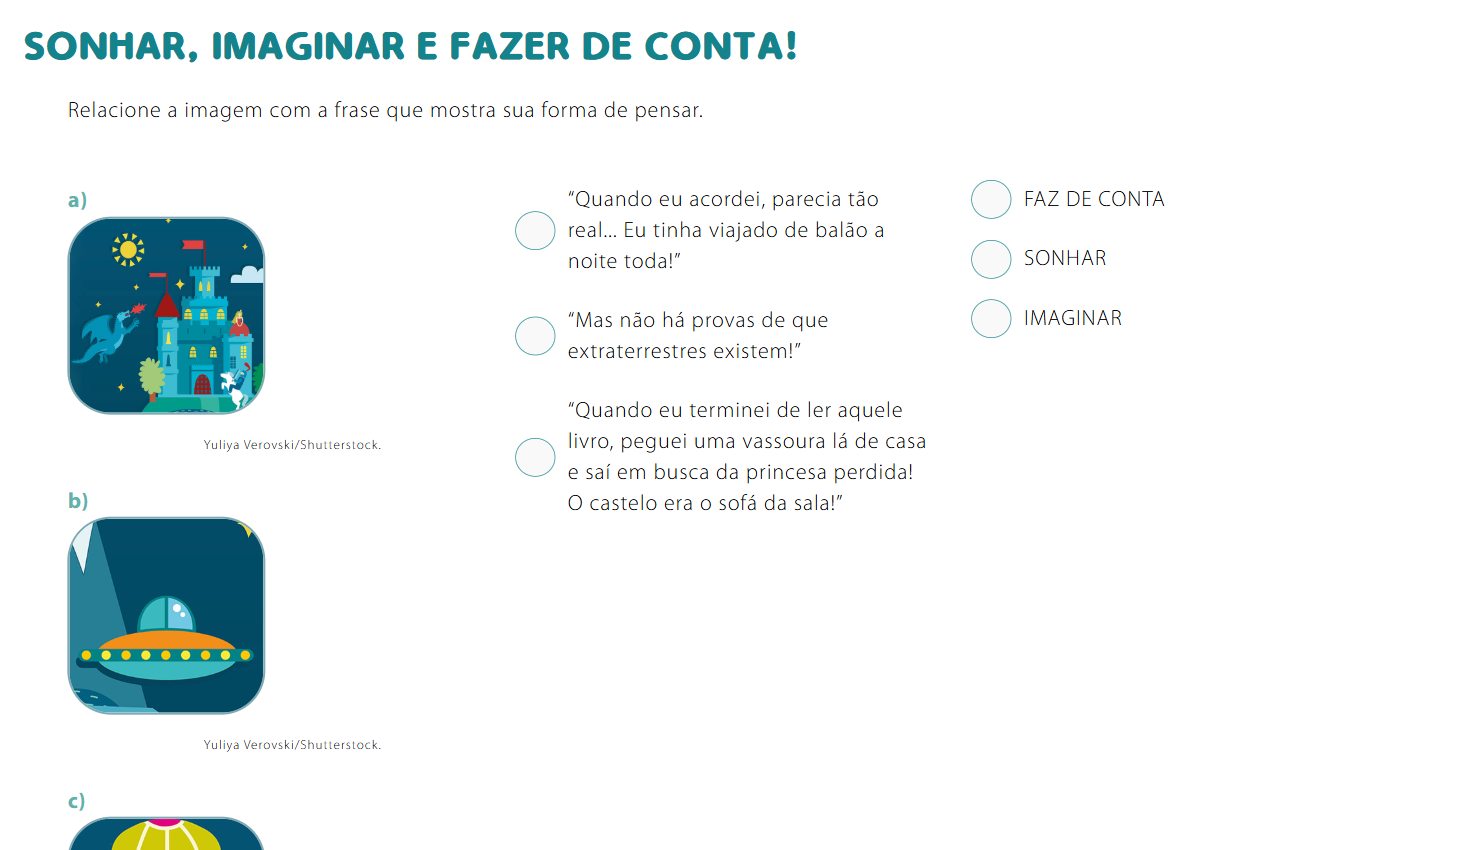 SONHAR, IMAGINAR E FAZER DE CONTA!
Relacione a imagem com a frase que mostra sua forma de pensar.
a)
Yuliya Verovski/Shutterstock.
b)
Yuliya Verovski/Shutterstock.
c)
“Quando eu acordei, parecia tão
real... Eu tinha viajado de balão a
noite toda!”
“Mas não há provas de que
extraterrestres existem!”
“Quando eu terminei de ler aquele
livro, peguei uma vassoura lá de casa
e saí em busca da princesa perdida!
O castelo era o sofá da sala!”
FAZ DE CONTA
SONHAR
IMAGINAR